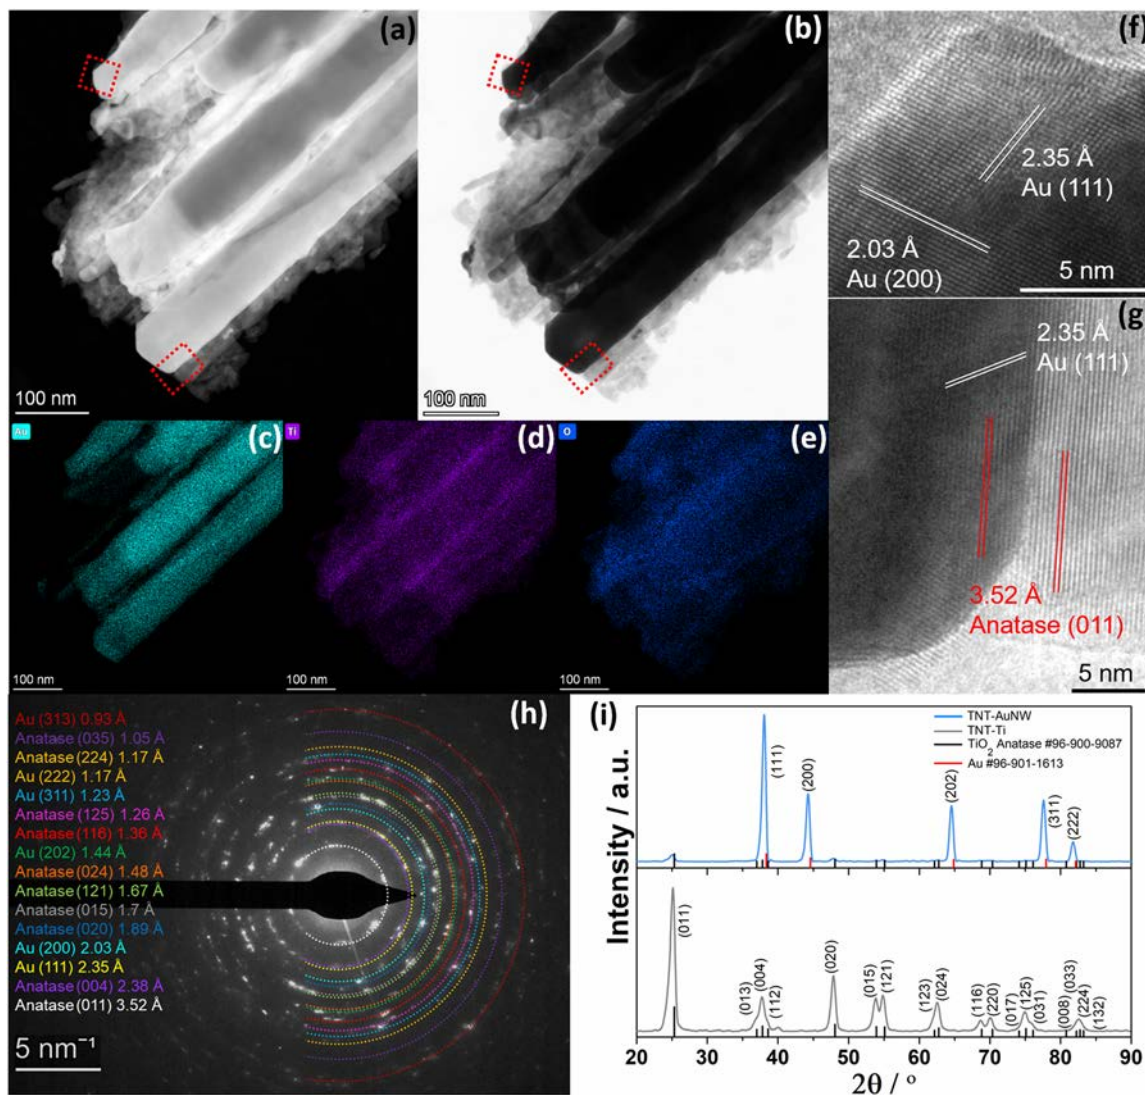 (a)
100 nm
(b)
100 nm
(f)
2.35 Å
Au (111)
2.03 Å
Au (200)
5 nm
(g)
2.35 Å
Au (111)
3.52 Å
Anatase (011)
5 nm
Au
(c)
100 nm
Ti
(d)
100 nm
O
(e)
100 nm
(h)
Au (313) 0.93 Å
Anatase (035) 1.05 Å
Anatase (224) 1.17 Å
Au (222) 1.17 Å
Au (311) 1.23 Å
Anatase (125) 1.26 Å
Anatase (116) 1.36 Å
Au (202) 1.44 Å
Anatase (024) 1.48 Å
Anatase (121) 1.67 Å
Anatase (015) 1.7 Å
Anatase (020) 1.89 Å
Au (200) 2.03 Å
Au (111) 2.35 Å
Anatase (004) 2.38 Å
Anatase (011) 3.52 Å
5 nm⁻¹
(i)
TNT-AuNW
TNT-Ti
TiO₂ Anatase #96-900-9087
Au #96-901-1613
(111)
(200)
(202)
(311)
(222)
(011)
(013)
(004)
(112)
(020)
(015)
(121)
(123)
(024)
(116)
(220)
(017)
(125)
(031)
(008)
(033)
(224)
(132)
Intensity / a.u.
20 30 40 50 60 70 80 90
2θ / °